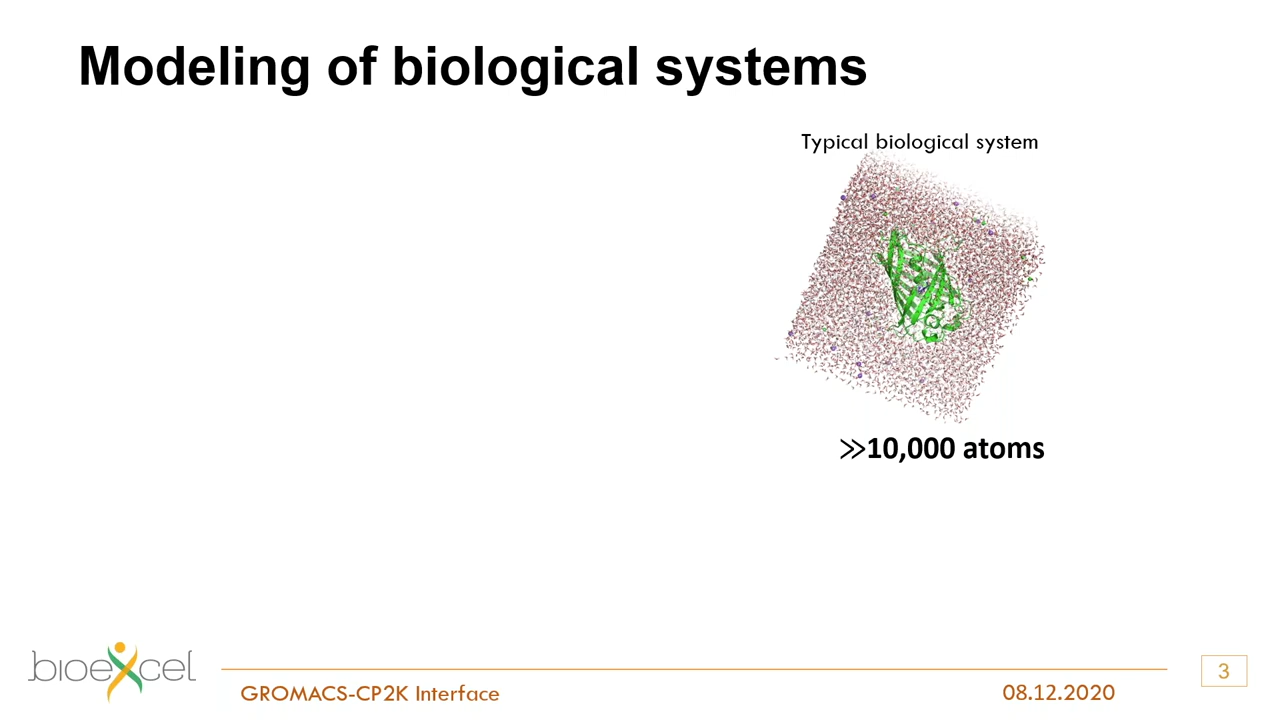 Modeling of biological systems
Typical biological system
≫10,000 atoms
bioexcel
GROMACS-CP2K Interface
08.12.2020
3